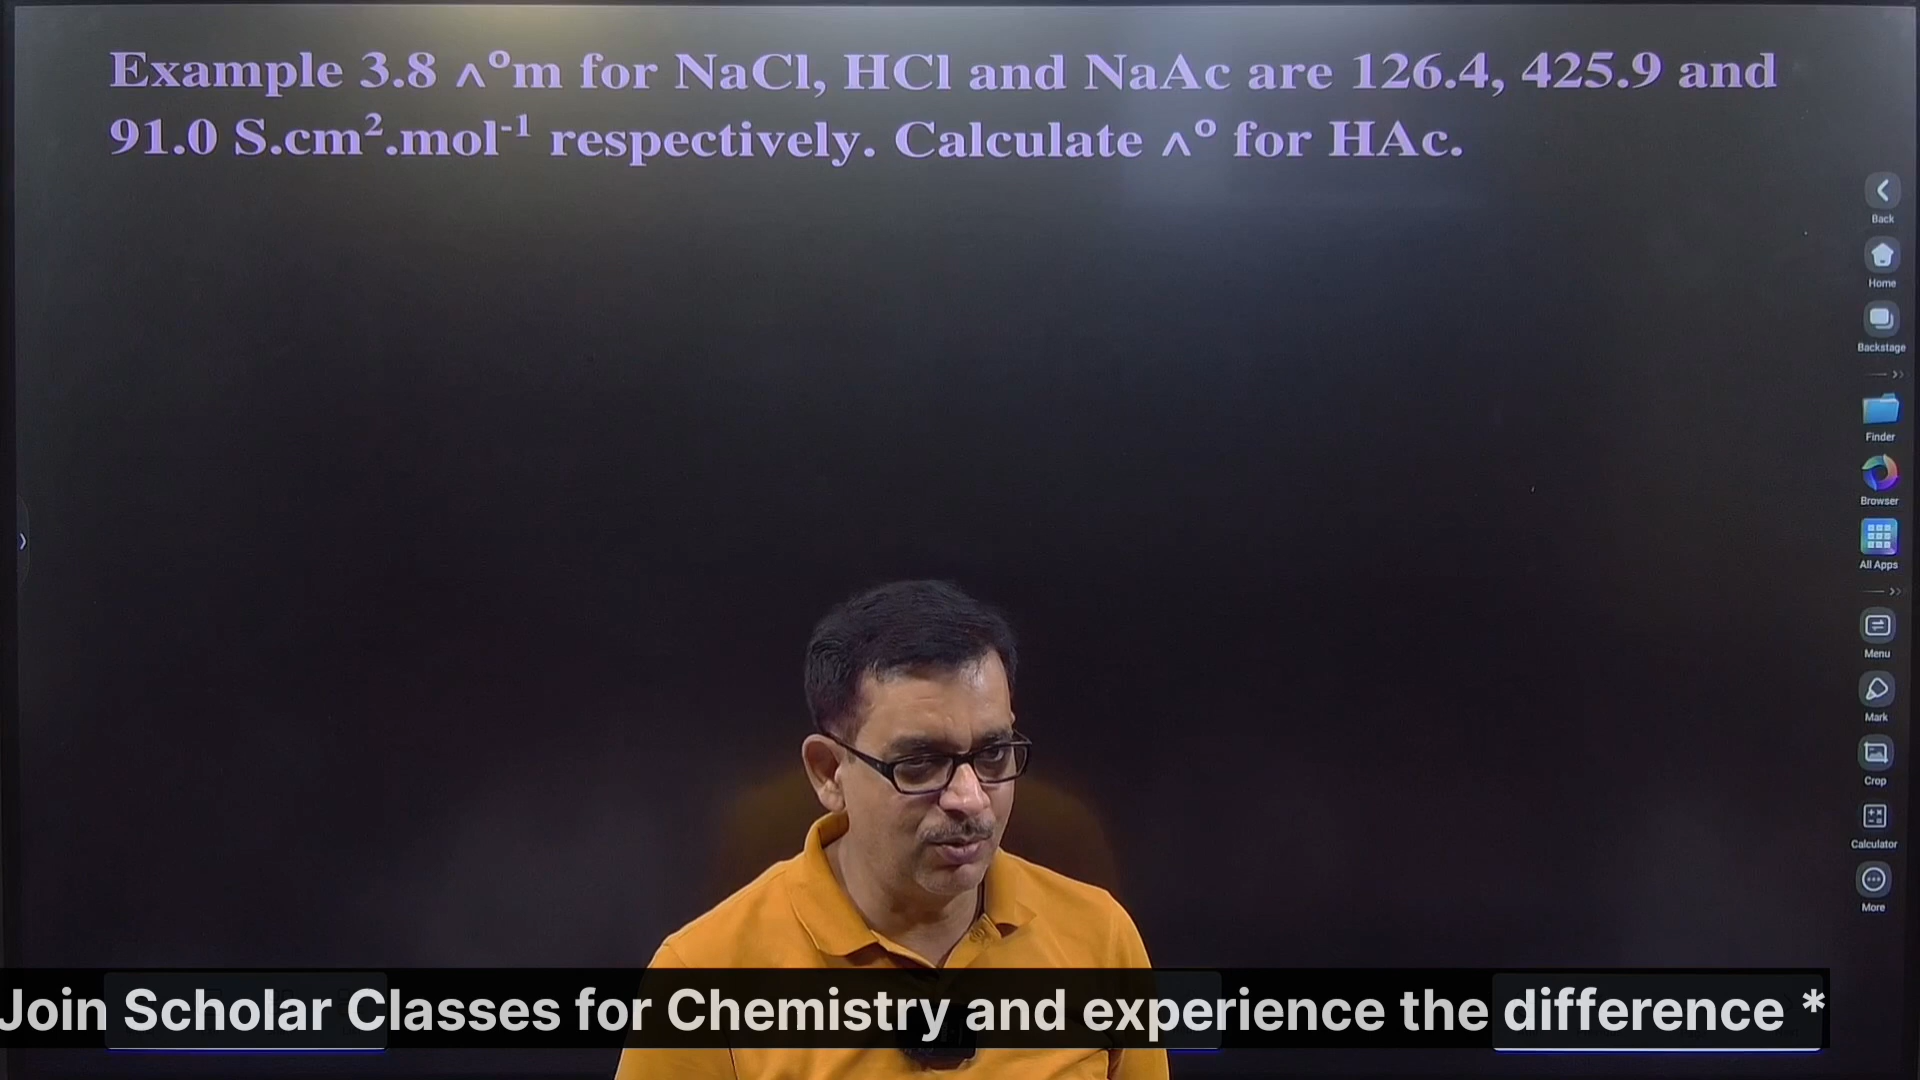 Example 3.8 ᴧ°m for NaCl, HCl and NaAc are 126.4, 425.9 and
91.0 S.cm².mol⁻¹ respectively. Calculate ᴧ° for HAc.
Back
Home
Backstage
Finder
Browser
All Apps
Menu
Mark
Crop
Calculator
More
Join Scholar Classes for Chemistry and experience the difference *